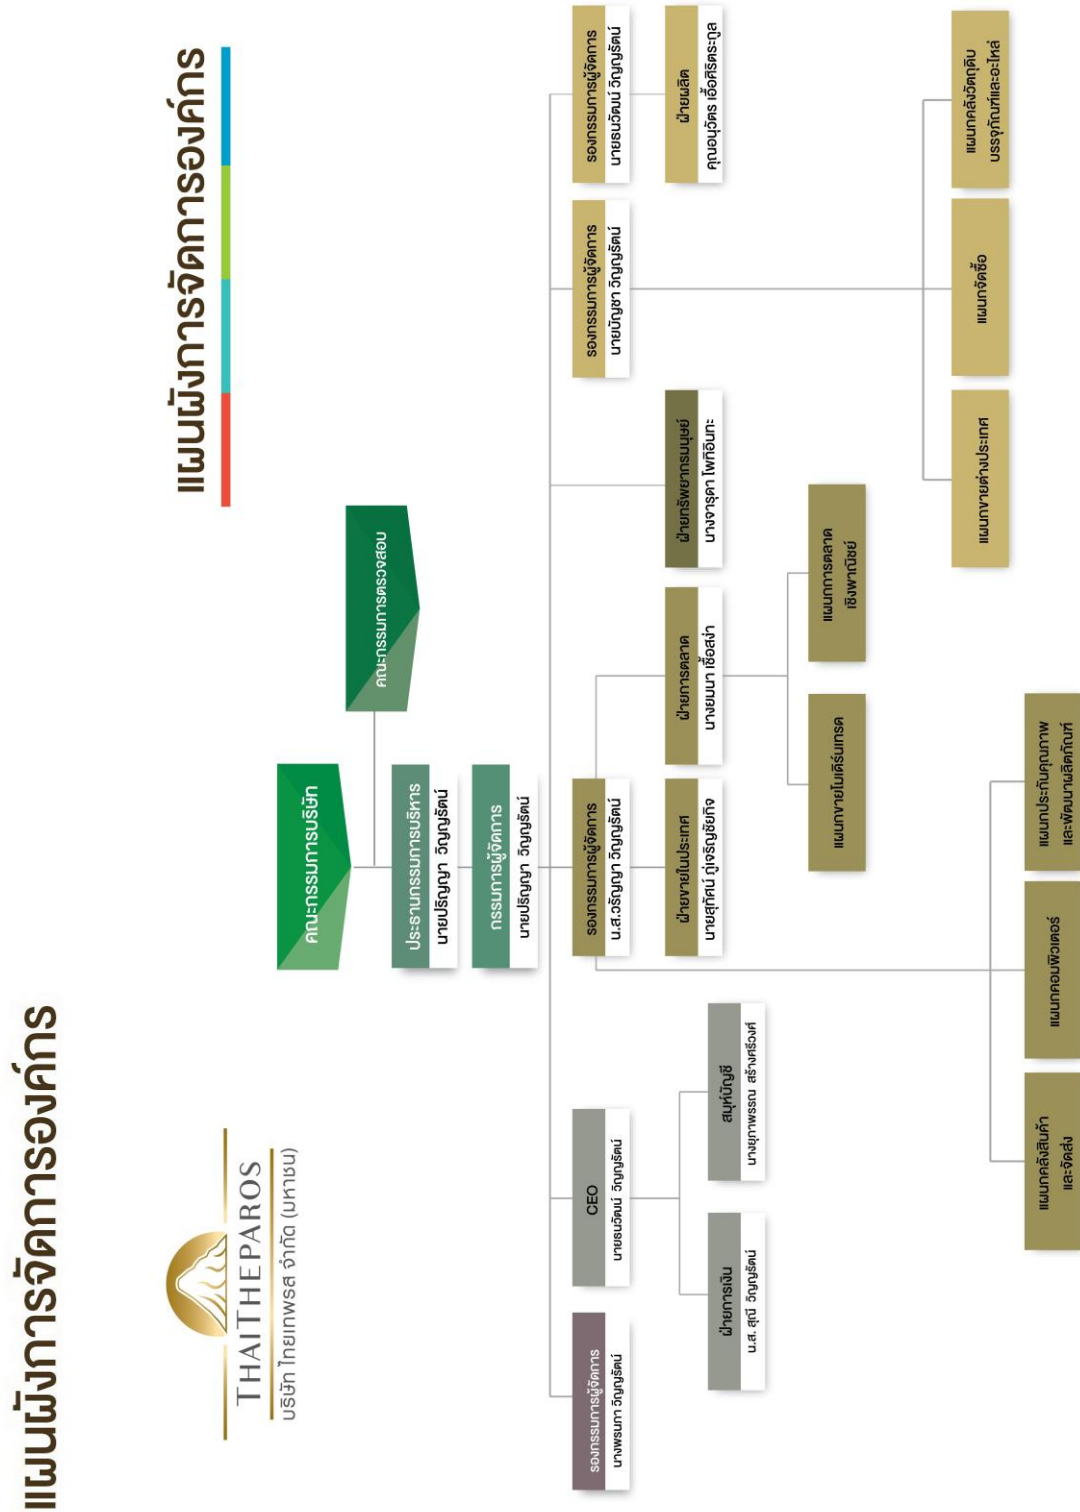 แผนผังการจัดการองค์กร
THAITHEPAROS
บริษัท ไทยเทพรส จำกัด (มหาชน)
แผนผังการจัดการองค์กร
คณะกรรมการบริษัท
คณะกรรมการตรวจสอบ
ประธานกรรมการบริหาร
นายปริญญา วิญญรัตน์
กรรมการผู้จัดการ
นายปริญญา วิญญรัตน์
รองกรรมการผู้จัดการ
นางพรนภา วิญญรัตน์
CEO
นายธนวัฒน์ วิญญรัตน์
รองกรรมการผู้จัดการ
น.ส.วรัญญา วิญญรัตน์
รองกรรมการผู้จัดการ
นายบัญชา วิญญรัตน์
รองกรรมการผู้จัดการ
นายธนวัฒน์ วิญญรัตน์
ฝ่ายขายในประเทศ
นายสุทัศน์ ภู่เจริญชัยกิจ
ฝ่ายการตลาด
นางยมนา เชื้อสง่า
ฝ่ายทรัพยากรมนุษย์
นางจารุตา โพทิอินทะ
ฝ่ายผลิต
คุณอนุวัตร เอื้อศิริตระกูล
ฝ่ายการเงิน
น.ส. สุณี วิญญรัตน์
สมุห์บัญชี
นางยุภาพรรณ สร้างศรีวงศ์
แผนกขายโมเดิร์นเทรด
แผนกการตลาด
เชิงพาณิชย์
แผนกขายต่างประเทศ
แผนกจัดซื้อ
แผนกคลังวัตถุดิบ
บรรจุภัณฑ์และอะไหล่
แผนกคลังสินค้า
และจัดส่ง
แผนกคอมพิวเตอร์
แผนกประกันคุณภาพ
และพัฒนาผลิตภัณฑ์